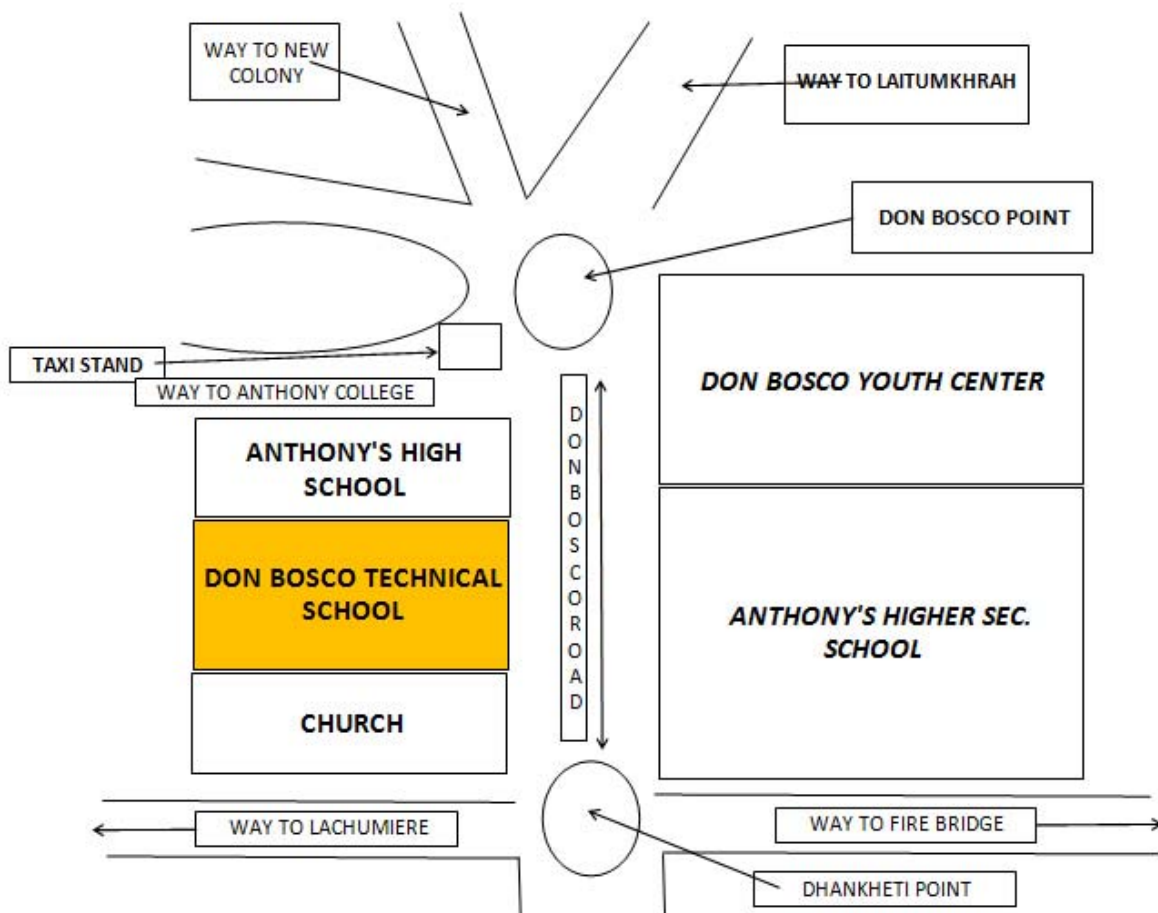 WAY TO NEW
COLONY
WAY TO LAITUMKHRAH
DON BOSCO POINT
TAXI STAND
WAY TO ANTHONY COLLEGE
DON BOSCO YOUTH CENTER
ANTHONY'S HIGH
SCHOOL
DON BOSCO TECHNICAL
SCHOOL
CHURCH
D
O
N
B
O
S
C
O
R
O
A
D
ANTHONY'S HIGHER SEC.
SCHOOL
WAY TO LACHUMIERE
WAY TO FIRE BRIDGE
DHANKHETI POINT